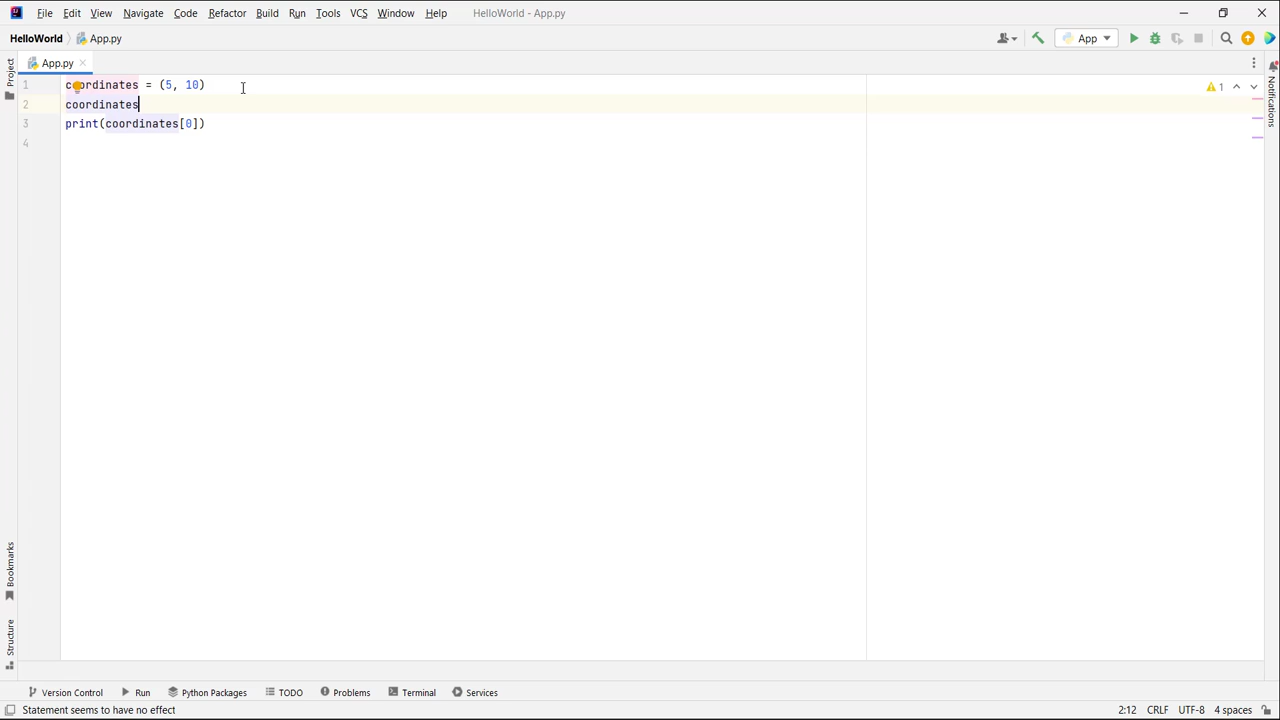 File Edit View Navigate Code Refactor Build Run Tools VCS Window Help HelloWorld - App.py
HelloWorld App.py App
App.py
1 coordinates = (5, 10) 1
2 coordinates
3 print(coordinates[0])
4
Project
Bookmarks
Structure
Notifications
Version Control Run Python Packages TODO Problems Terminal Services
Statement seems to have no effect 2:12 CRLF UTF-8 4 spaces